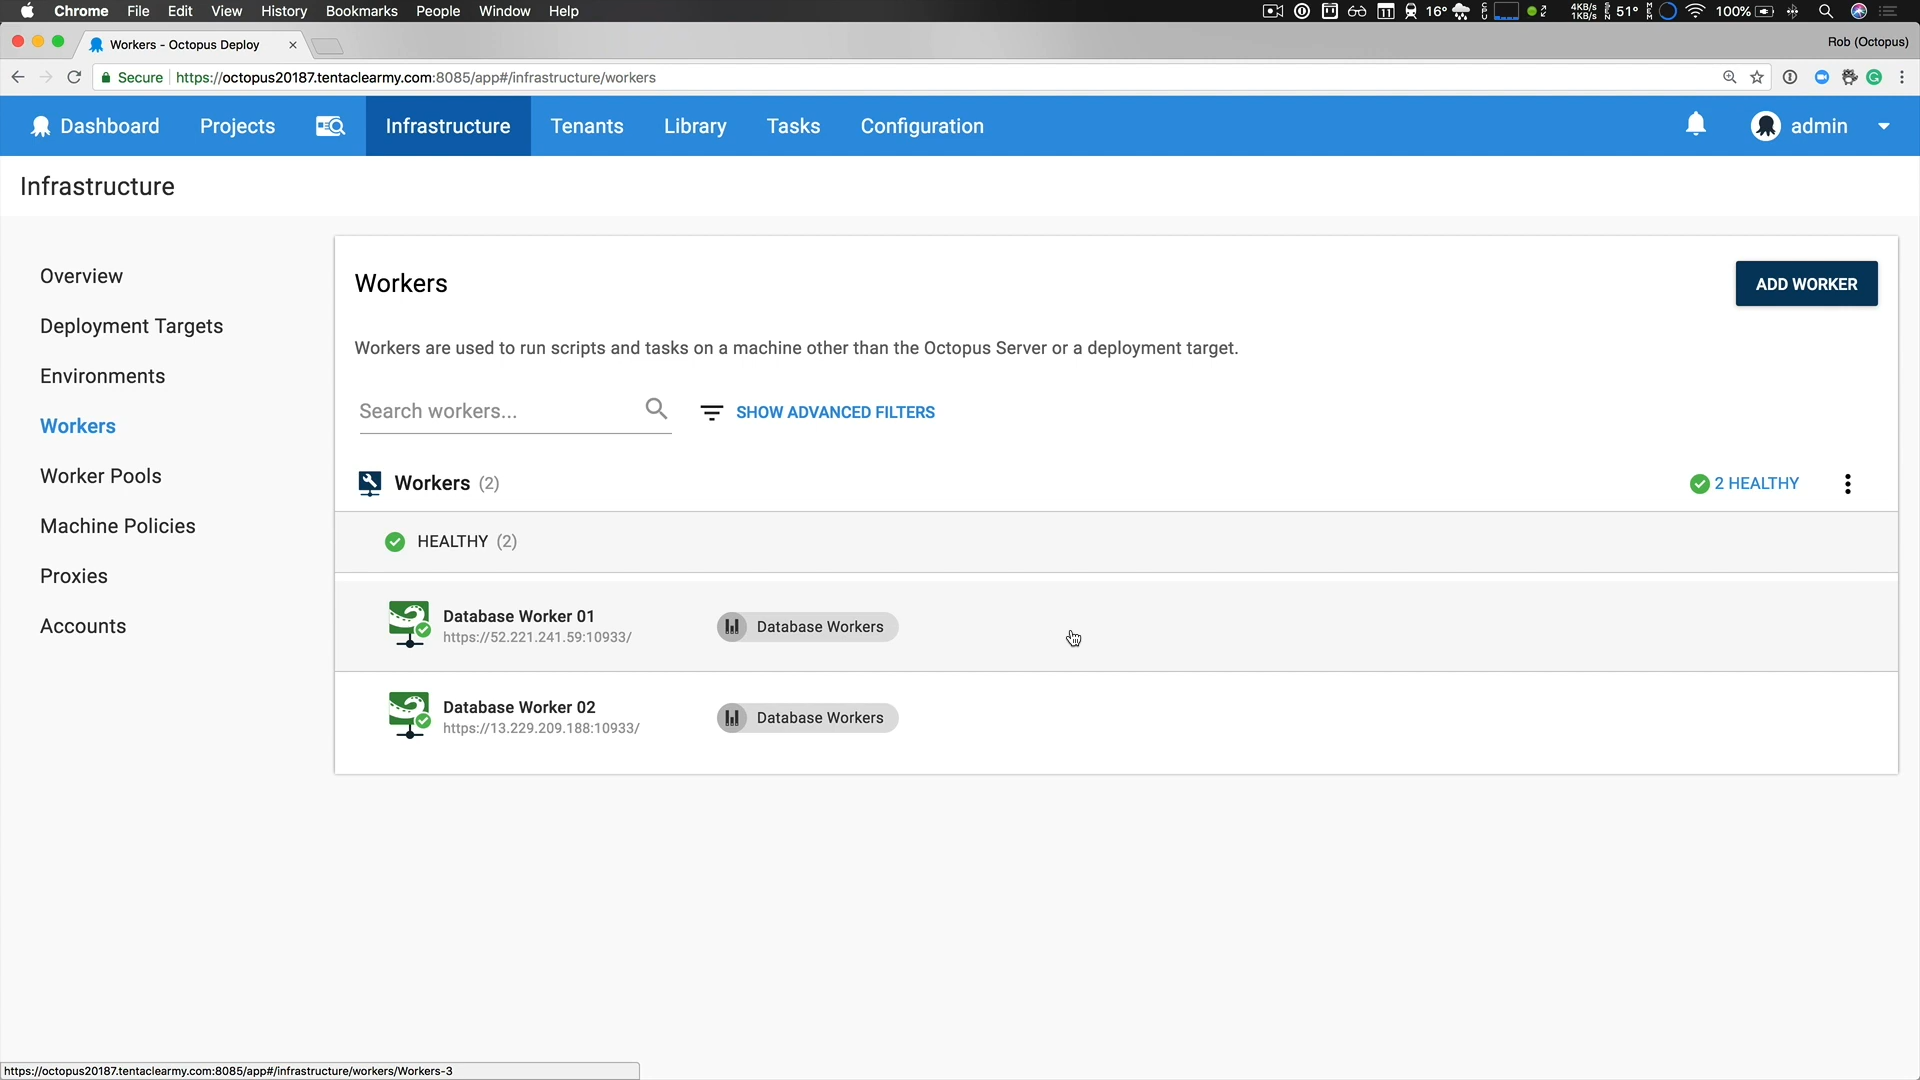 Chrome File Edit View History Bookmarks People Window Help
11 16° 4KB/s 1KB/s 51° 100%
Workers - Octopus Deploy
Rob (Octopus)
Secure https://octopus20187.tentaclearmy.com:8085/app#/infrastructure/workers
Dashboard Projects Infrastructure Tenants Library Tasks Configuration admin
Infrastructure
Overview
Deployment Targets
Environments
Workers
Worker Pools
Machine Policies
Proxies
Accounts
Workers
ADD WORKER
Workers are used to run scripts and tasks on a machine other than the Octopus Server or a deployment target.
Search workers...
SHOW ADVANCED FILTERS
Workers (2)
2 HEALTHY
HEALTHY (2)
Database Worker 01
https://52.221.241.59:10933/
Database Workers
Database Worker 02
https://13.229.209.188:10933/
Database Workers
https://octopus20187.tentaclearmy.com:8085/app#/infrastructure/workers/Workers-3